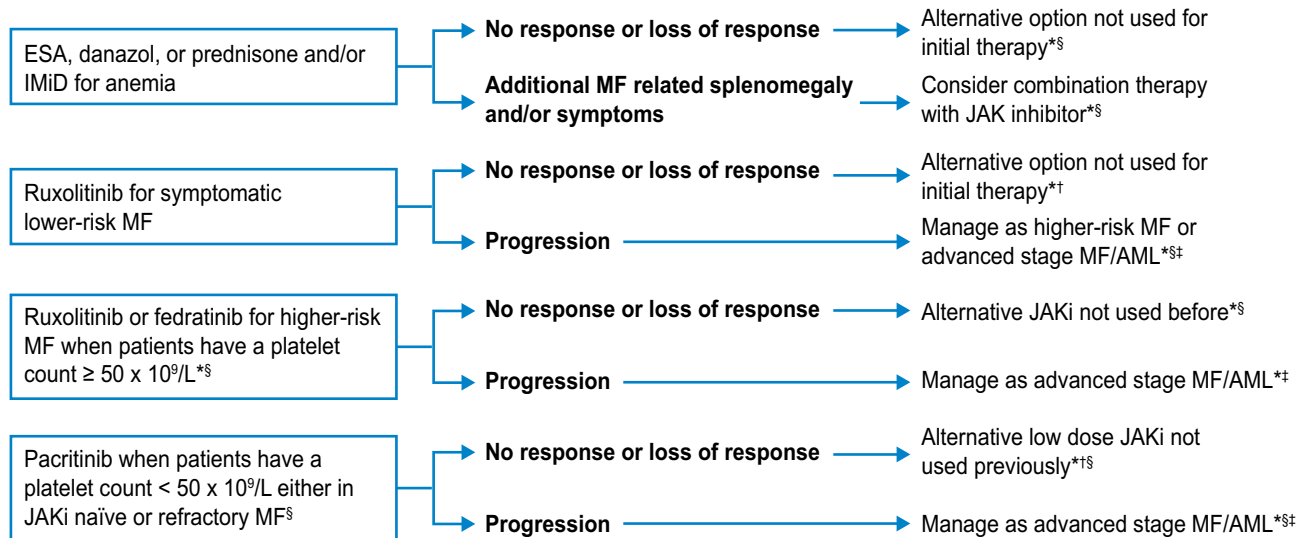 ESA, danazol, or prednisone and/or
IMiD for anemia
No response or loss of response
Alternative option not used for
initial therapy*§
Additional MF related splenomegaly
and/or symptoms
Consider combination therapy
with JAK inhibitor*§
Ruxolitinib for symptomatic
lower-risk MF
No response or loss of response
Alternative option not used for
initial therapy*†
Progression
Manage as higher-risk MF or
advanced stage MF/AML*§‡
Ruxolitinib or fedratinib for higher-risk
MF when patients have a platelet
count ≥ 50 x 10⁹/L*§
No response or loss of response
Alternative JAKi not used before*§
Progression
Manage as advanced stage MF/AML*‡
Pacritinib when patients have a
platelet count < 50 x 10⁹/L either in
JAKi naïve or refractory MF§
No response or loss of response
Alternative low dose JAKi not
used previously*†§
Progression
Manage as advanced stage MF/AML*§‡